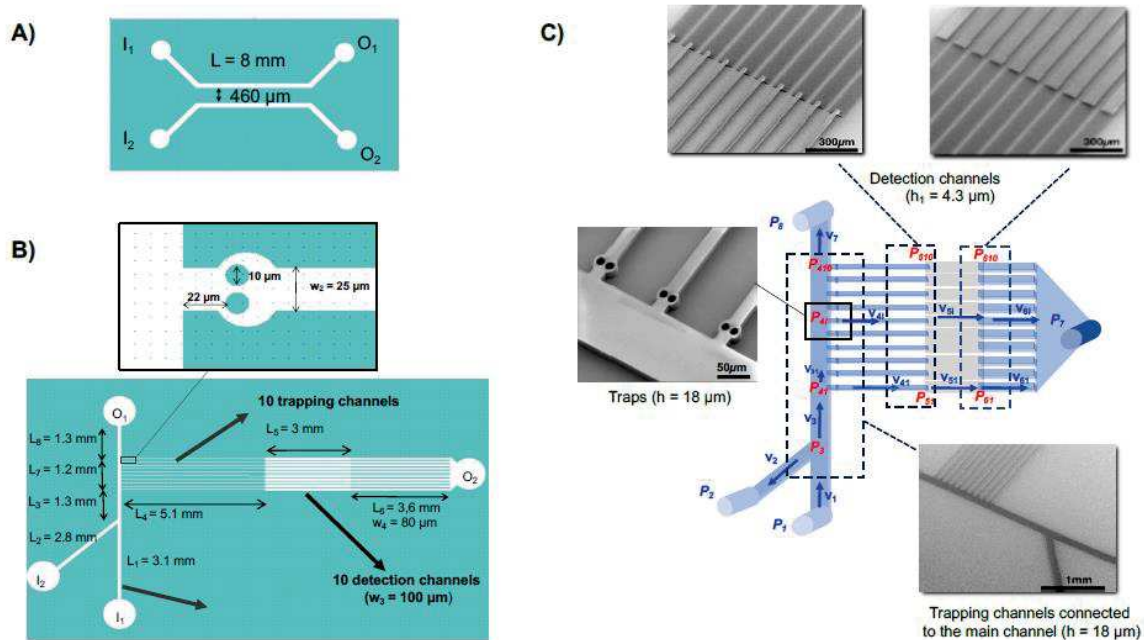 A)
I1
O1
L = 8 mm
460 µm
I2
O2
B)
10 µm
w2 = 25 µm
22 µm
O1
10 trapping channels
L8 = 1.3 mm
L5 = 3 mm
L7 = 1.2 mm
O2
L3 = 1.3 mm
L4 = 5.1 mm
L6 = 3,6 mm
w4 = 80 µm
L2 = 2.8 mm
L1 = 3.1 mm
I2
10 detection channels
(w3 = 100 µm)
I1
C)
300µm
300µm
Detection channels
(h1 = 4.3 µm)
P8
v7
P410
P510
P610
P4i
v4i
v5i
v6i
P7
50µm
Traps (h = 18 µm)
v31
P41
v41
P51
v51
P61
v61
v3
P3
v2
P2
v1
P1
1mm
Trapping channels connected
to the main channel (h = 18 µm)